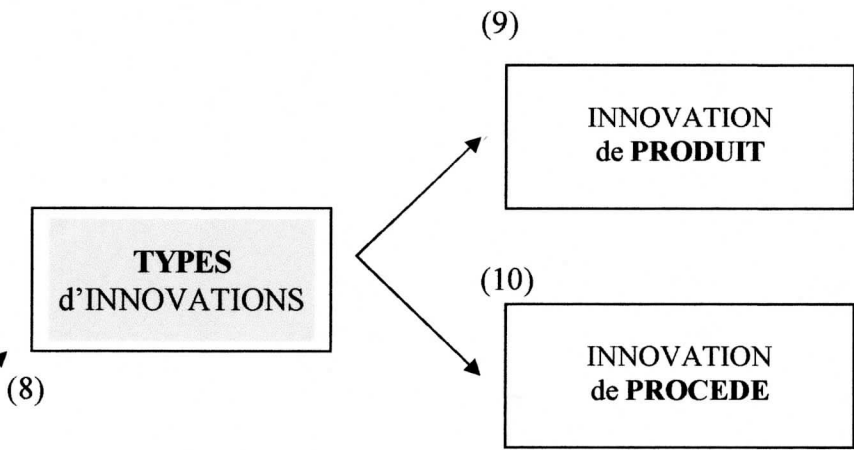 (9)
INNOVATION
de PRODUIT
TYPES
d’INNOVATIONS
(8)
(10)
INNOVATION
de PROCEDE